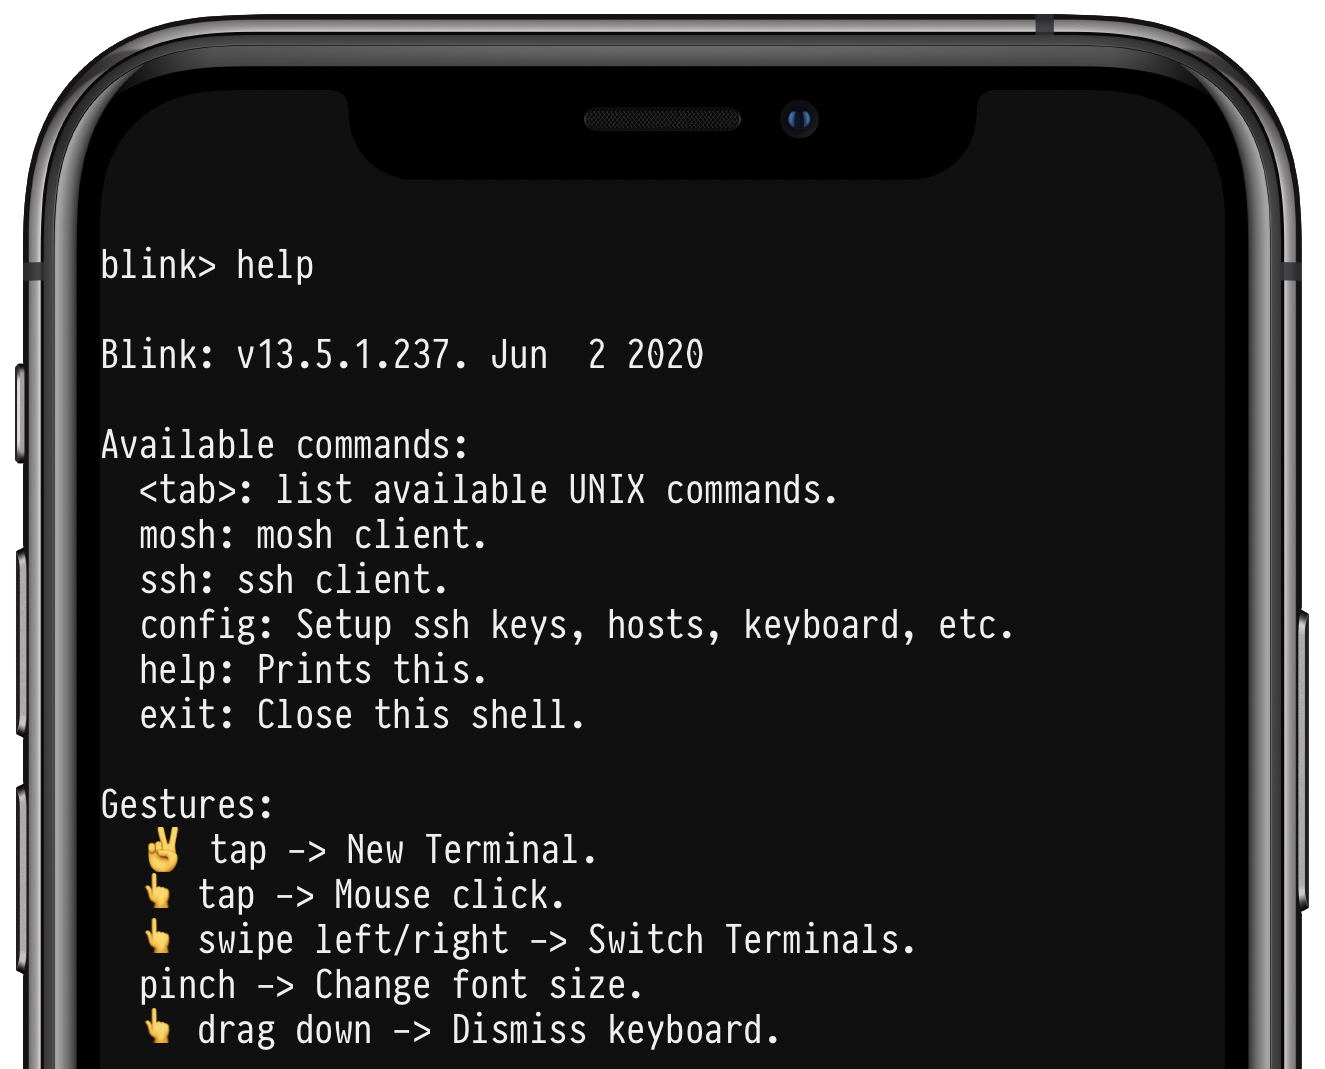 blink> help
Blink: v13.5.1.237. Jun  2 2020
Available commands:
<tab>: list available UNIX commands.
mosh: mosh client.
ssh: ssh client.
config: Setup ssh keys, hosts, keyboard, etc.
help: Prints this.
exit: Close this shell.
Gestures:
✌️ tap -> New Terminal.
👆 tap -> Mouse click.
👆 swipe left/right -> Switch Terminals.
pinch -> Change font size.
👆 drag down -> Dismiss keyboard.